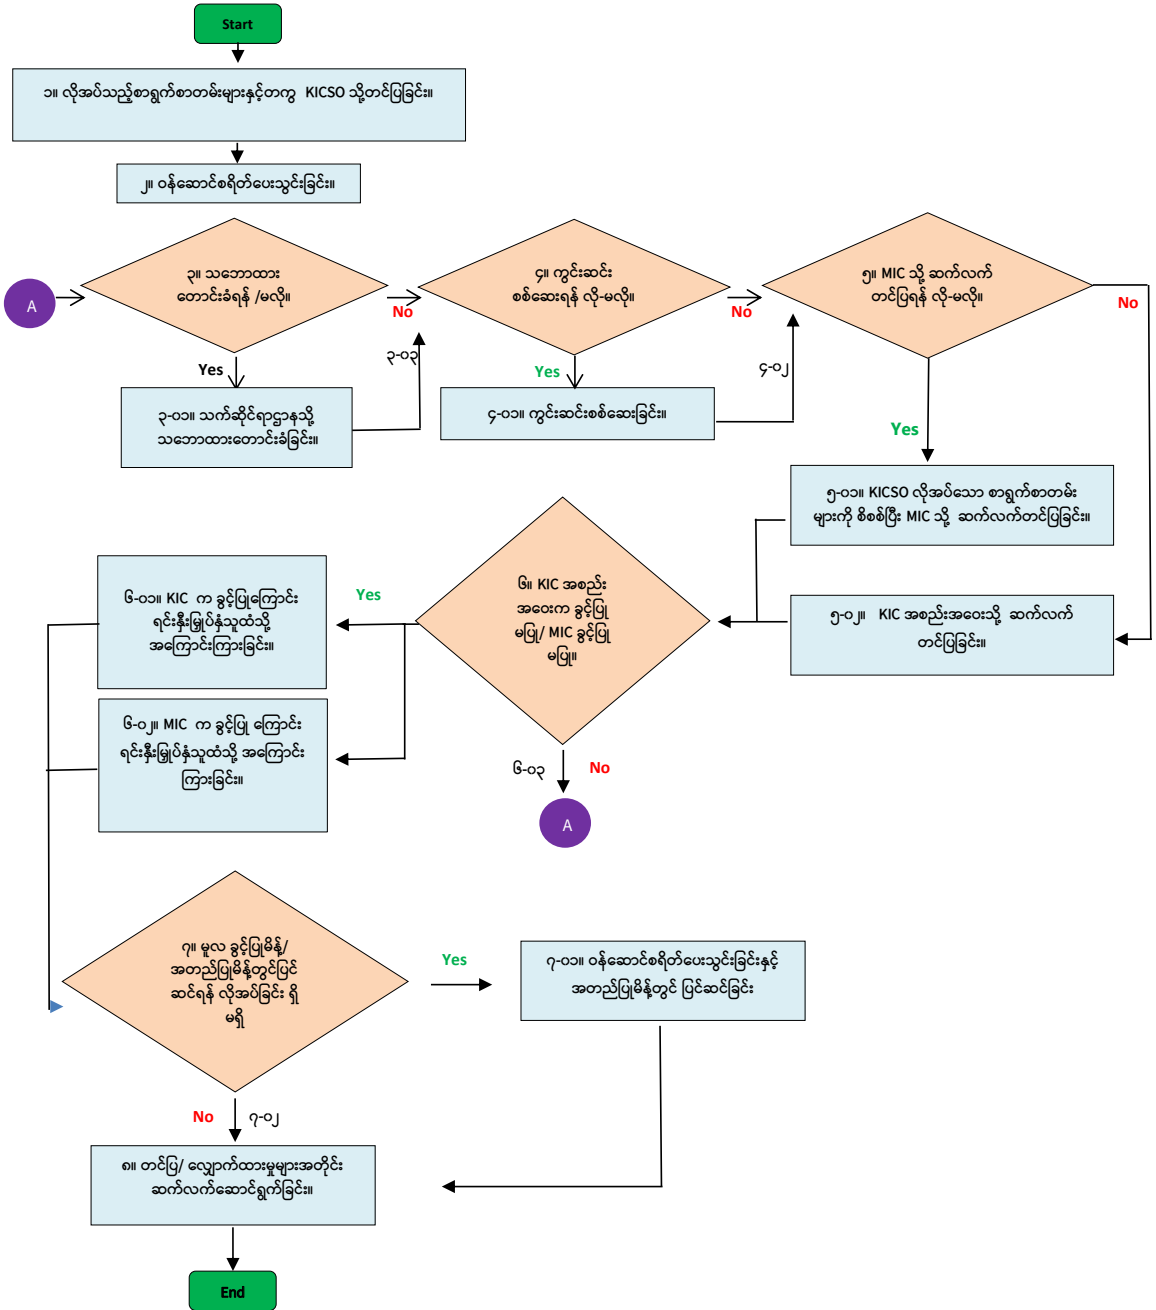 Start
၁။ လိုအပ်သည့်စာရွက်စာတမ်းများနှင့်တကွ KICSO သို့တင်ပြခြင်း။
၂။ ဝန်ဆောင်စရိတ်ပေးသွင်းခြင်း။
A
၃။ သဘောထား
တောင်းခံရန် /မလို။
No
Yes
၃-၀၃
၃-၀၁။ သက်ဆိုင်ရာဌာနသို့
သဘောထားတောင်းခံခြင်း။
၄။ ကွင်းဆင်း
စစ်ဆေးရန် လို-မလို။
No
Yes
၄-၀၂
၄-၀၁။ ကွင်းဆင်းစစ်ဆေးခြင်း။
၅။ MIC သို့ ဆက်လက်
တင်ပြရန် လို-မလို။
No
Yes
၅-၀၁။ KICSO လိုအပ်သော စာရွက်စာတမ်း
များကို စိစစ်ပြီး MIC သို့ ဆက်လက်တင်ပြခြင်း။
၅-၀၂။ KIC အစည်းအဝေးသို့ ဆက်လက်
တင်ပြခြင်း။
၆။ KIC အစည်း
အဝေးက ခွင့်ပြု
မပြု/ MIC ခွင့်ပြု
မပြု။
Yes
၆-၀၁။ KIC က ခွင့်ပြုကြောင်း
ရင်းနှီးမြှုပ်နှံသူထံသို့
အကြောင်းကြားခြင်း။
၆-၀၂။ MIC က ခွင့်ပြု ကြောင်း
ရင်းနှီးမြှုပ်နှံသူထံသို့ အကြောင်း
ကြားခြင်း။
၆-၀၃
No
A
၇။ မူလ ခွင့်ပြုမိန့်/
အတည်ပြုမိန့်တွင်ပြင်
ဆင်ရန် လိုအပ်ခြင်း ရှိ
မရှိ
Yes
၇-၀၁။ ဝန်ဆောင်စရိတ်ပေးသွင်းခြင်းနှင့်
အတည်ပြုမိန့်တွင် ပြင်ဆင်ခြင်း
No
၇-၀၂
၈။ တင်ပြ/ လျှောက်ထားမှုများအတိုင်း
ဆက်လက်ဆောင်ရွက်ခြင်း။
End